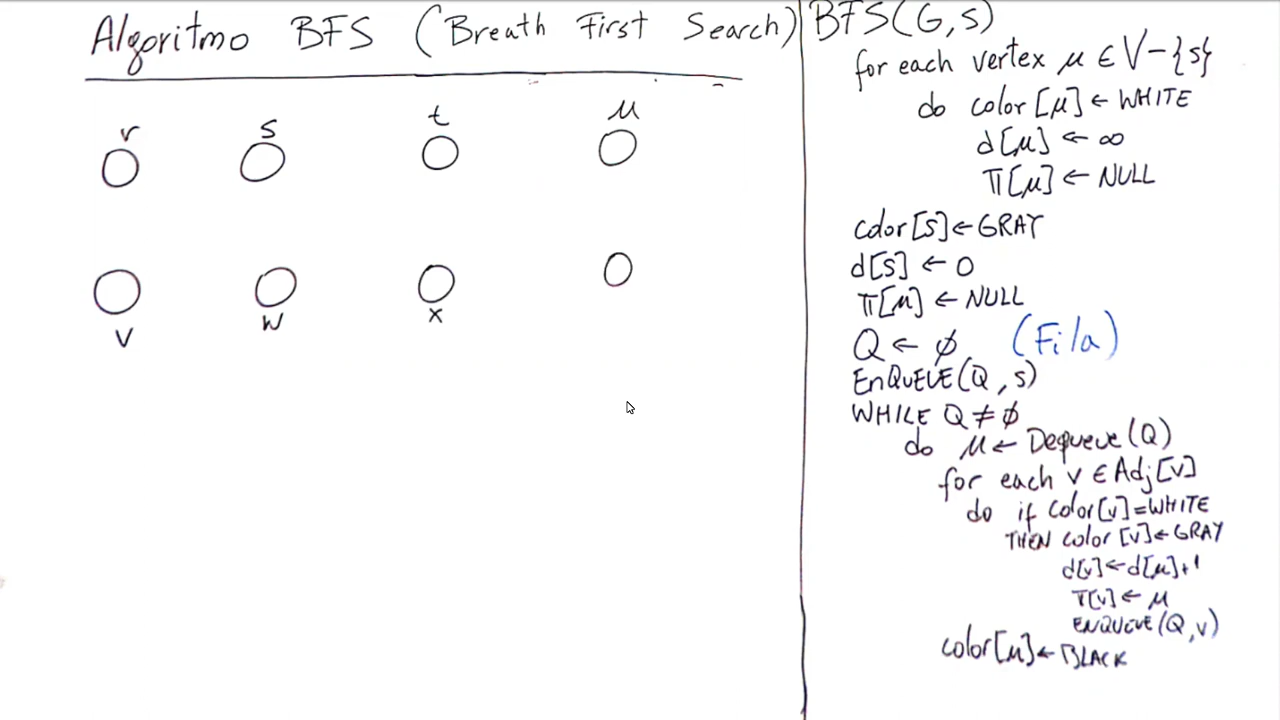 Algoritmo BFS (Breath First Search)
r s t μ
v w x
BFS(G,s)
for each vertex μ ∈ V-{s}
do color[μ] ← WHITE
d[μ] ← ∞
π[μ] ← NULL
color[s] ← GRAY
d[s] ← 0
π[μ] ← NULL
Q ← ∅ (Fila)
EnQUEUE(Q,s)
WHILE Q ≠ ∅
do μ ← Dequeue(Q)
for each v ∈ Adj[v]
do if color[v]=WHITE
THEN color[v] ← GRAY
d[v] ← d[μ]+1
π[v] ← μ
ENQUEUE(Q,v)
color[μ] ← BLACK